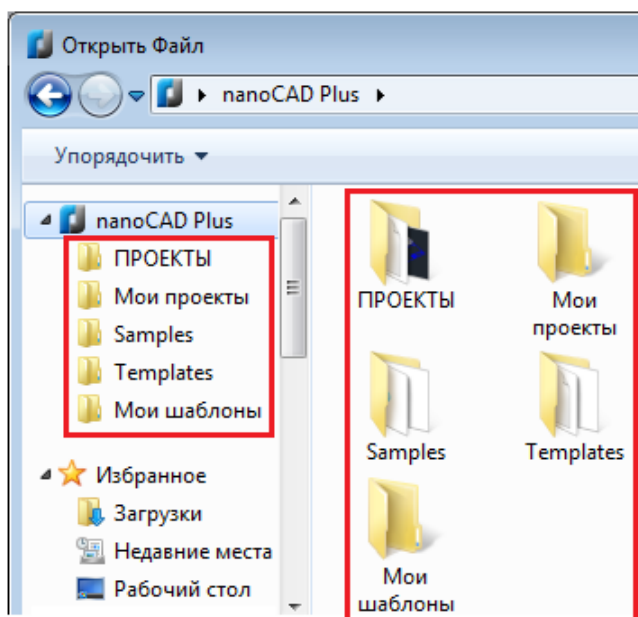 Открыть Файл
nanoCAD Plus
Упорядочить
nanoCAD Plus
ПРОЕКТЫ
Мои проекты
Samples
Templates
Мои шаблоны
Избранное
Загрузки
Недавние места
Рабочий стол
ПРОЕКТЫ
Мои
проекты
Samples
Templates
Мои
шаблоны